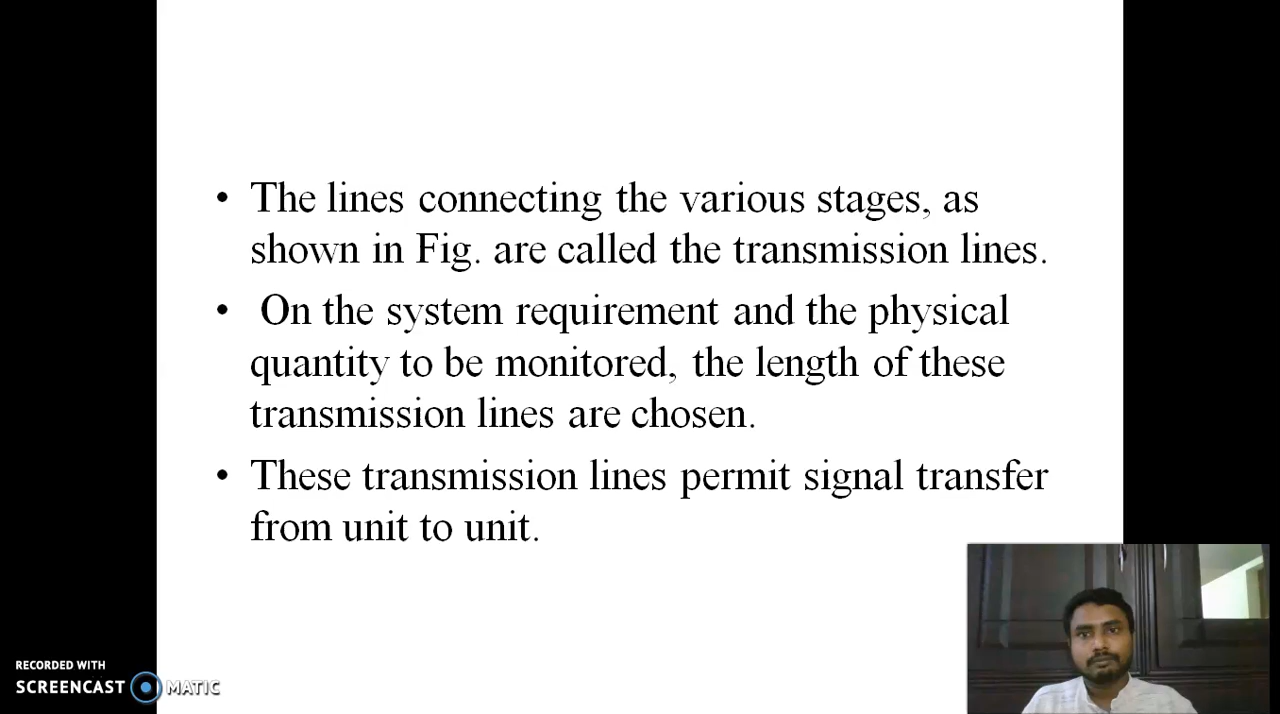 • The lines connecting the various stages, as
shown in Fig. are called the transmission lines.
• On the system requirement and the physical
quantity to be monitored, the length of these
transmission lines are chosen.
• These transmission lines permit signal transfer
from unit to unit.
RECORDED WITH
SCREENCAST MATIC